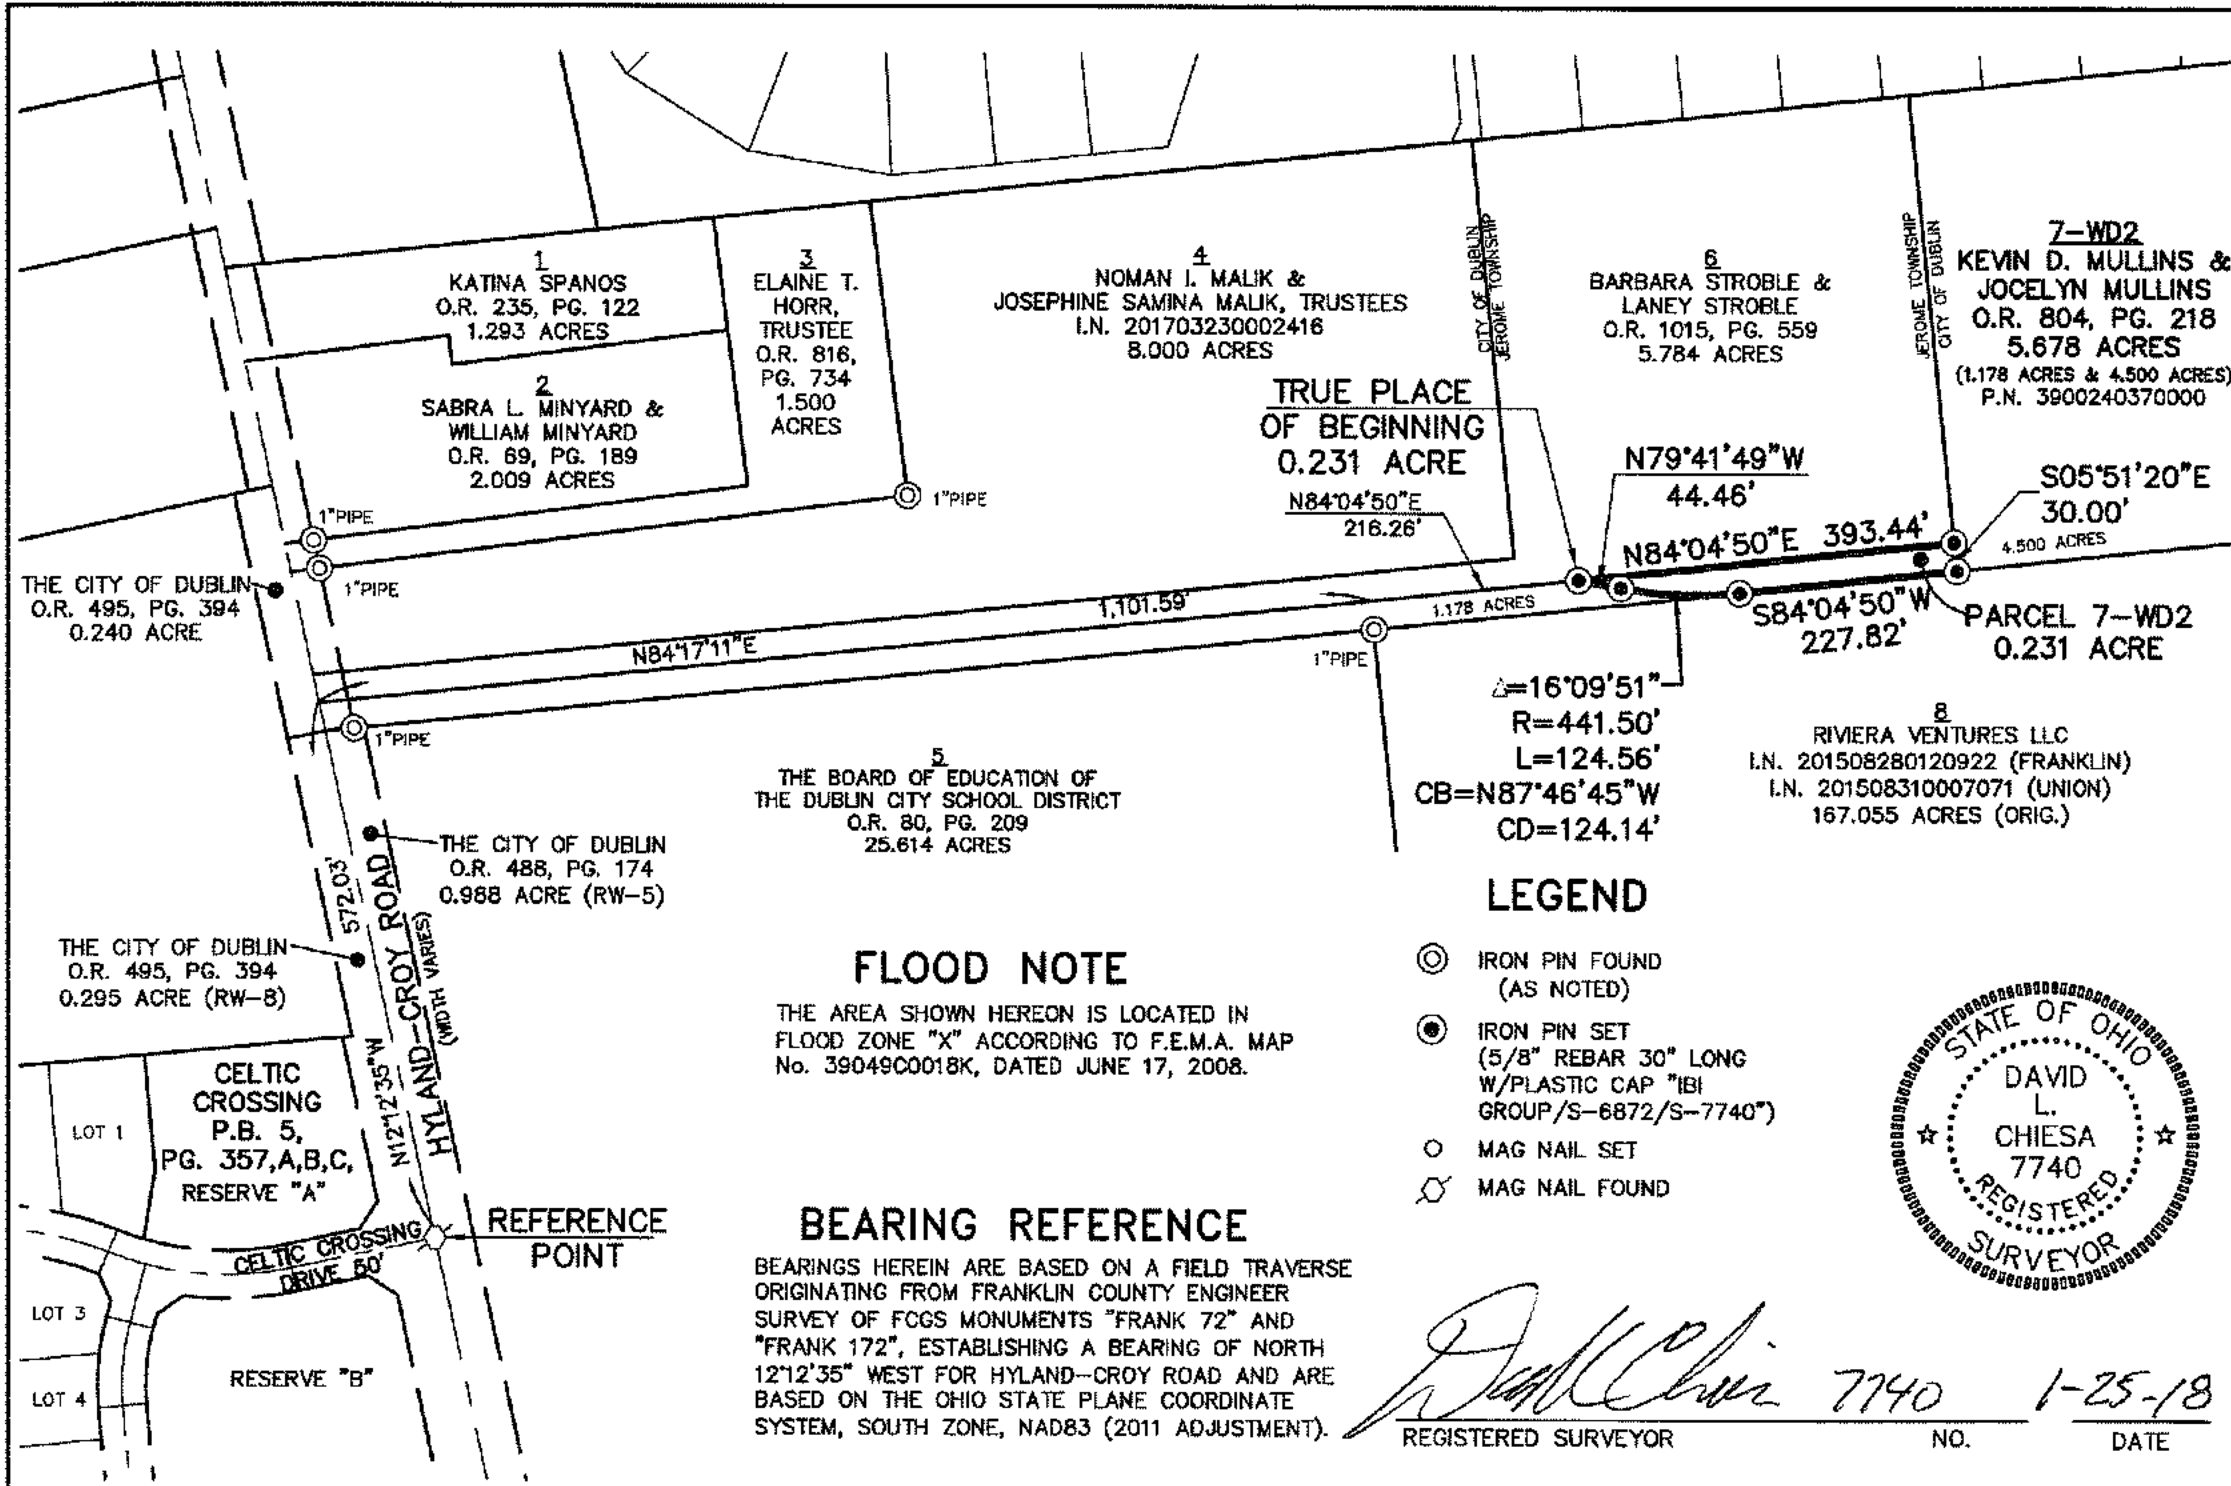 1
KATINA SPANOS
O.R. 235, PG. 122
1.293 ACRES
2
SABRA L. MINYARD &
WILLIAM MINYARD
O.R. 69, PG. 189
2.009 ACRES
3
ELAINE T.
HORR,
TRUSTEE
O.R. 816,
PG. 734
1.500
ACRES
4
NOMAN I. MALIK &
JOSEPHINE SAMINA MALIK, TRUSTEES
I.N. 201703230002416
8.000 ACRES
CITY OF DUBLIN
JEROME TOWNSHIP
6
BARBARA STROBLE &
LANEY STROBLE
O.R. 1015, PG. 559
5.784 ACRES
JEROME TOWNSHIP
CITY OF DUBLIN
7-WD2
KEVIN D. MULLINS &
JOCELYN MULLINS
O.R. 804, PG. 218
5.678 ACRES
(1.178 ACRES & 4.500 ACRES)
P.N. 3900240370000
TRUE PLACE
OF BEGINNING
0.231 ACRE
N84°04'50"E
216.26'
N79°41'49"W
44.46'
S05°51'20"E
30.00'
N84°04'50"E 393.44'
4.500 ACRES
1"PIPE
1"PIPE
1"PIPE
THE CITY OF DUBLIN
O.R. 495, PG. 394
0.240 ACRE
1,101.59'
N84°17'11"E
1.178 ACRES
S84°04'50"W
227.82'
PARCEL 7-WD2
0.231 ACRE
1"PIPE
1"PIPE
Δ=16°09'51"
R=441.50'
L=124.56'
CB=N87°46'45"W
CD=124.14'
5
THE BOARD OF EDUCATION OF
THE DUBLIN CITY SCHOOL DISTRICT
O.R. 80, PG. 209
25.614 ACRES
8
RIVIERA VENTURES LLC
I.N. 201508280120922 (FRANKLIN)
I.N. 201508310007071 (UNION)
167.055 ACRES (ORIG.)
THE CITY OF DUBLIN
O.R. 488, PG. 174
0.988 ACRE (RW-5)
572.03'
N12°12'35"W
HYLAND-CROY ROAD
(WIDTH VARIES)
THE CITY OF DUBLIN
O.R. 495, PG. 394
0.295 ACRE (RW-8)
LOT 1
CELTIC
CROSSING
P.B. 5,
PG. 357,A,B,C,
RESERVE "A"
CELTIC CROSSING
DRIVE 50'
REFERENCE
POINT
LOT 3
LOT 4
RESERVE "B"
FLOOD NOTE
THE AREA SHOWN HEREON IS LOCATED IN
FLOOD ZONE "X" ACCORDING TO F.E.M.A. MAP
No. 39049C0018K, DATED JUNE 17, 2008.
BEARING REFERENCE
BEARINGS HEREIN ARE BASED ON A FIELD TRAVERSE
ORIGINATING FROM FRANKLIN COUNTY ENGINEER
SURVEY OF FCGS MONUMENTS "FRANK 72" AND
"FRANK 172", ESTABLISHING A BEARING OF NORTH
12°12'35" WEST FOR HYLAND-CROY ROAD AND ARE
BASED ON THE OHIO STATE PLANE COORDINATE
SYSTEM, SOUTH ZONE, NAD83 (2011 ADJUSTMENT).
LEGEND
IRON PIN FOUND
(AS NOTED)
IRON PIN SET
(5/8" REBAR 30" LONG
W/PLASTIC CAP "IBI
GROUP/S-6872/S-7740")
MAG NAIL SET
MAG NAIL FOUND
STATE OF OHIO
DAVID
L.
CHIESA
7740
REGISTERED
SURVEYOR
7740 1-25-18
REGISTERED SURVEYOR NO. DATE